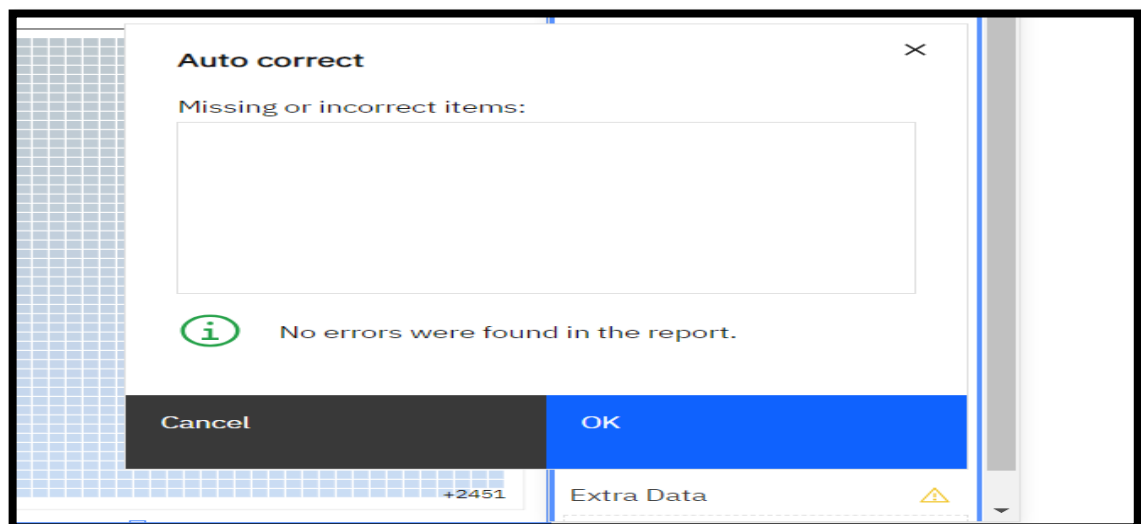 Auto correct
Missing or incorrect items:
No errors were found in the report.
Cancel
OK
+2451
Extra Data